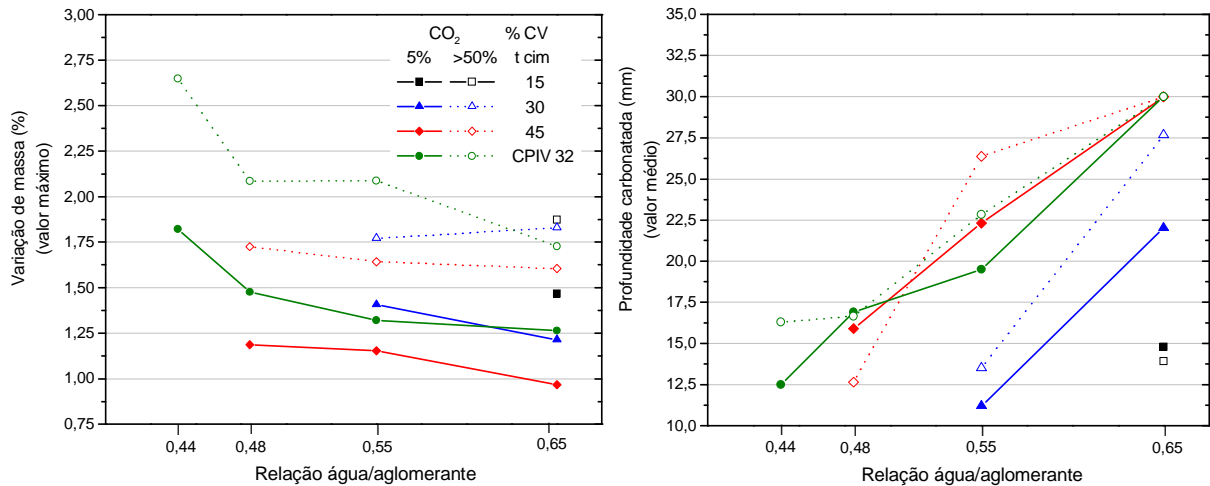 Variação de massa (%)
(valor máximo)
3,00
2,75
2,50
2,25
2,00
1,75
1,50
1,25
1,00
0,75
CO2 % CV
5% >50% t cim
15
30
45
CPIV 32
0,44 0,48 0,55 0,65
Relação água/aglomerante
Profundidade carbonatada (mm)
(valor médio)
35,0
32,5
30,0
27,5
25,0
22,5
20,0
17,5
15,0
12,5
10,0
0,44 0,48 0,55 0,65
Relação água/aglomerante